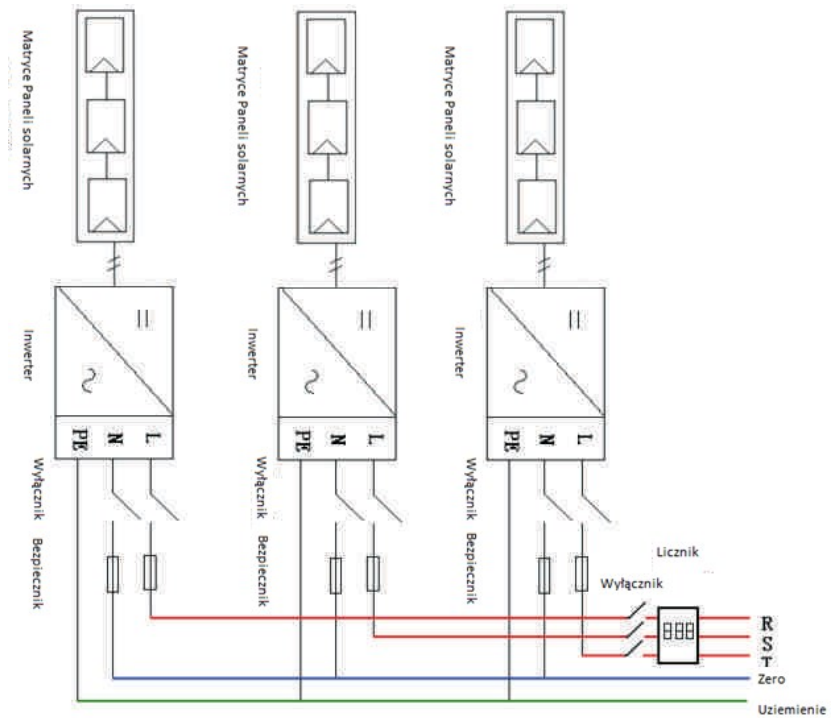 Matryce Paneli solarnych
Matryce Paneli solarnych
Matryce Paneli solarnych
Inwerter
Inwerter
Inwerter
PE N L
PE N L
PE N L
Wyłącznik
Bezpiecznik
Wyłącznik
Bezpiecznik
Wyłącznik
Bezpiecznik
Licznik
Wyłącznik
888
R
S
T
Zero
Uziemienie